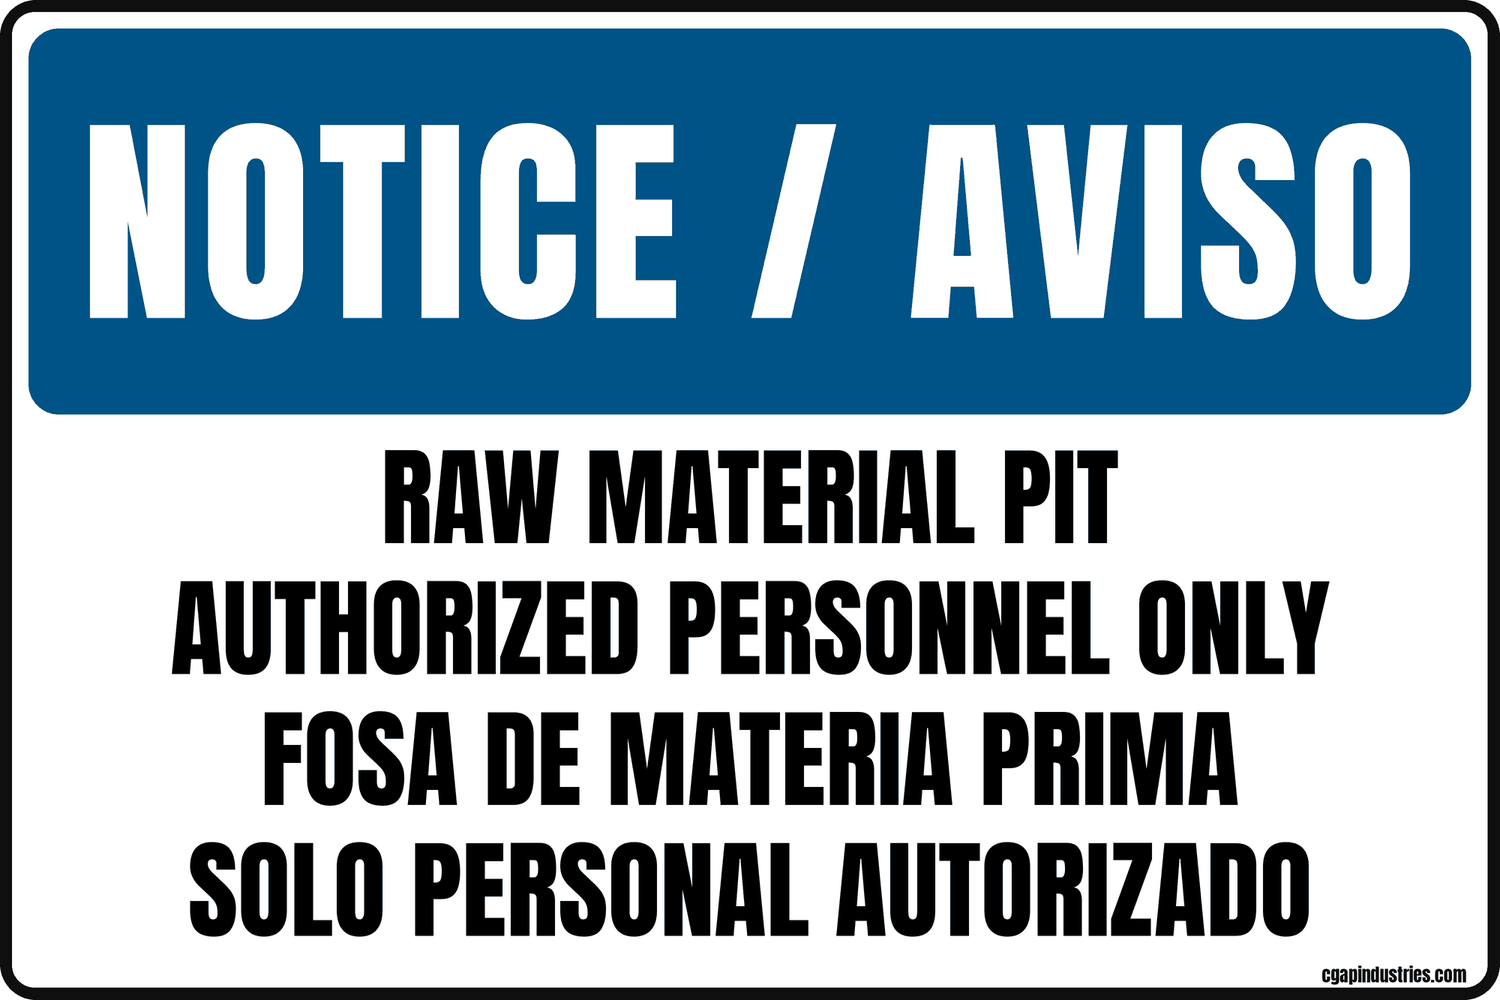 NOTICE / AVISO
RAW MATERIAL PIT
AUTHORIZED PERSONNEL ONLY
FOSA DE MATERIA PRIMA
SOLO PERSONAL AUTORIZADO
cgapindustries.com